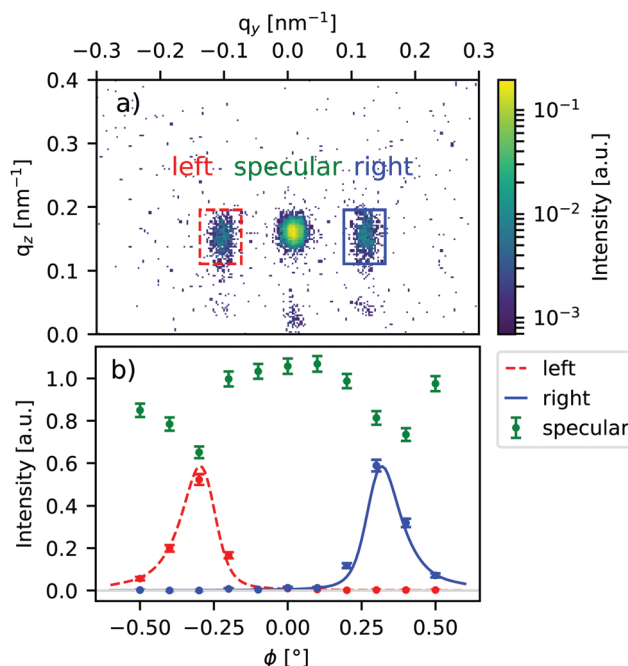 q_y [nm⁻¹]
−0.3 −0.2 −0.1 0.0 0.1 0.2 0.3
a)
left specular right
q_z [nm⁻¹]
0.4
0.3
0.2
0.1
0.0
10⁻¹
10⁻²
10⁻³
Intensity [a.u.]
b)
Intensity [a.u.]
1.0
0.8
0.6
0.4
0.2
0.0
−0.50 −0.25 0.00 0.25 0.50
ϕ [°]
left
right
specular